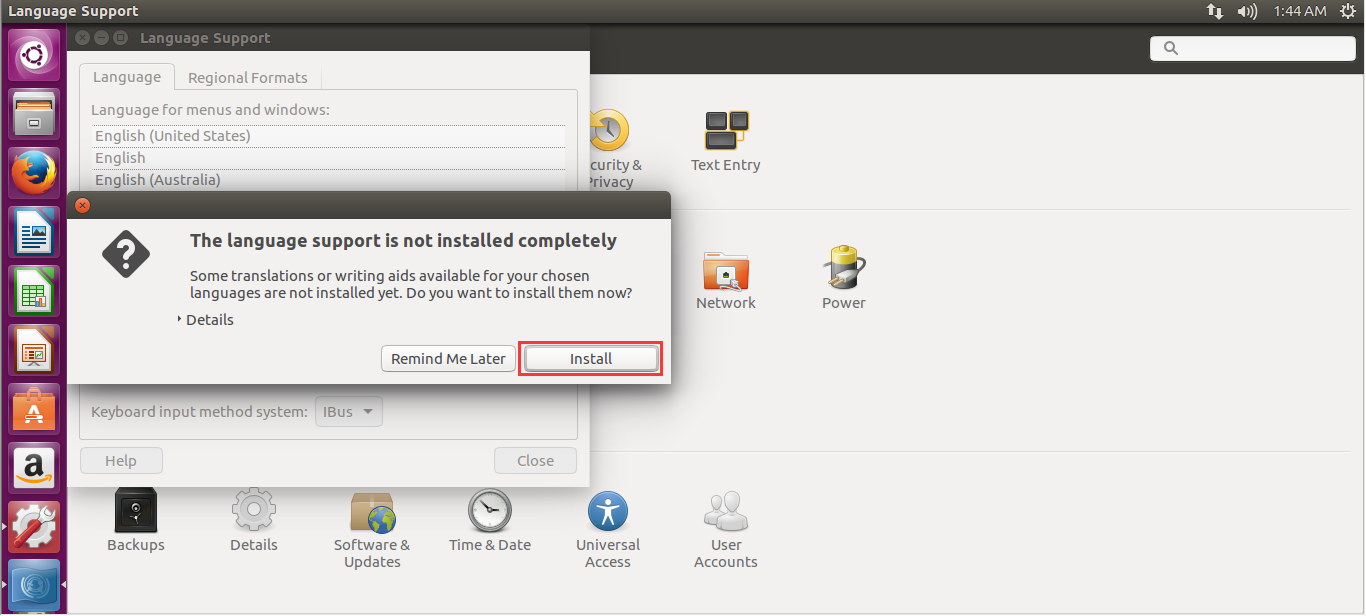 Language Support
1:44 AM
Language Support
Language
Regional Formats
Language for menus and windows:
English (United States)
English
English (Australia)
curity &
Privacy
Text Entry
The language support is not installed completely
Some translations or writing aids available for your chosen
languages are not installed yet. Do you want to install them now?
Details
Remind Me Later
Install
Network
Power
Keyboard input method system:
IBus
Help
Close
Backups
Details
Software &
Updates
Time & Date
Universal
Access
User
Accounts